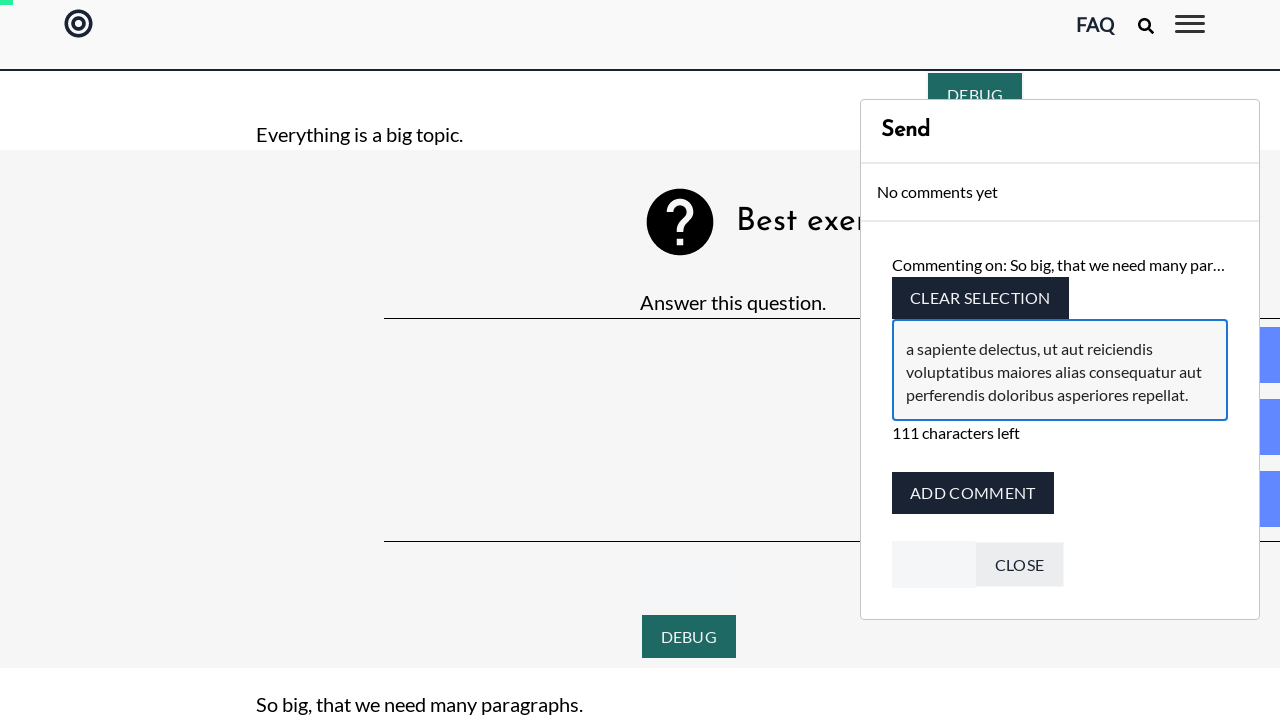 FAQ
DEBUG
Everything is a big topic.
Send
No comments yet
Best exer
Commenting on: So big, that we need many par...
CLEAR SELECTION
Answer this question.
a sapiente delectus, ut aut reiciendis
voluptatibus maiores alias consequatur aut
perferendis doloribus asperiores repellat.
111 characters left
ADD COMMENT
CLOSE
DEBUG
So big, that we need many paragraphs.